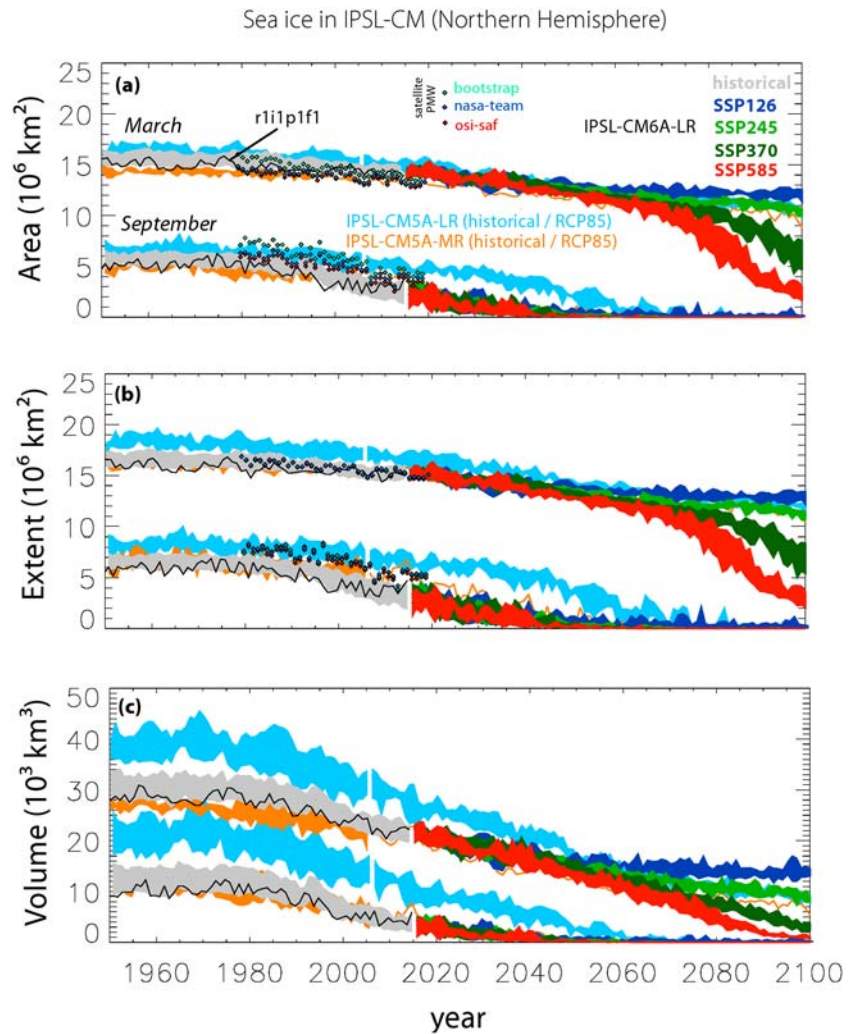 Sea ice in IPSL-CM (Northern Hemisphere)
25
20
15
10
5
0
Area (10⁶ km²)
(a)
March
r1i1p1f1
September
satellite
PMW
bootstrap
nasa-team
osi-saf
IPSL-CM6A-LR
historical
SSP126
SSP245
SSP370
SSP585
IPSL-CM5A-LR (historical / RCP85)
IPSL-CM5A-MR (historical / RCP85)
25
20
15
10
5
0
Extent (10⁶ km²)
(b)
50
40
30
20
10
0
Volume (10³ km³)
(c)
1960 1980 2000 2020 2040 2060 2080 2100
year